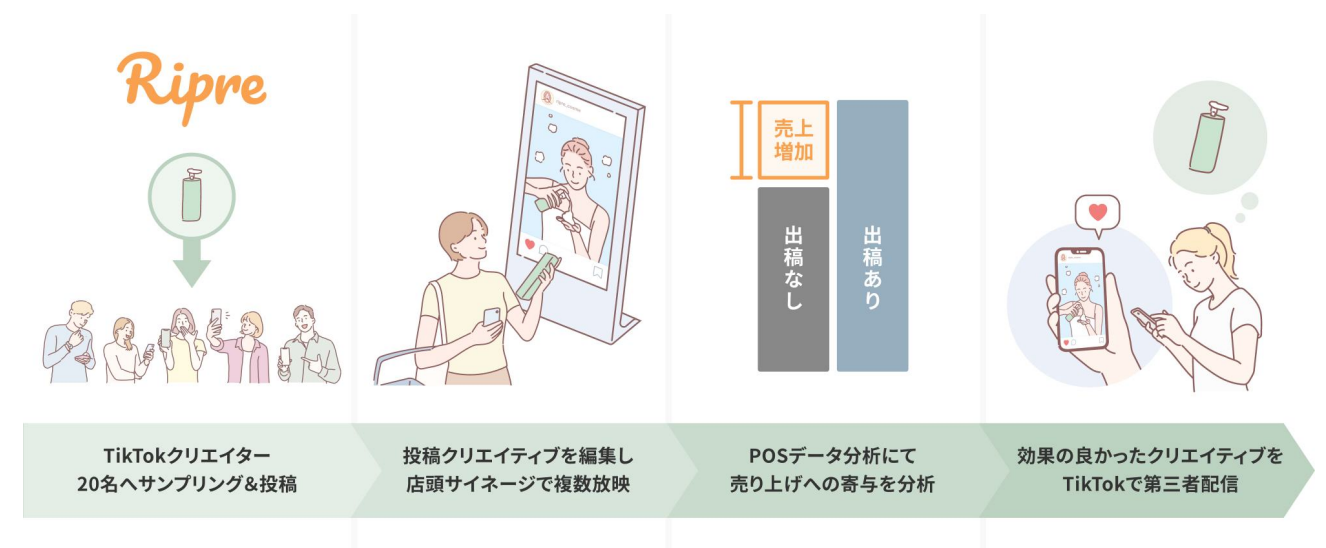 Ripre
売上
増加
出稿なし
出稿あり
TikTokクリエイター
20名へサンプリング&投稿
投稿クリエイティブを編集し
店頭サイネージで複数放映
POSデータ分析にて
売り上げへの寄与を分析
効果の良かったクリエイティブを
TikTokで第三者配信